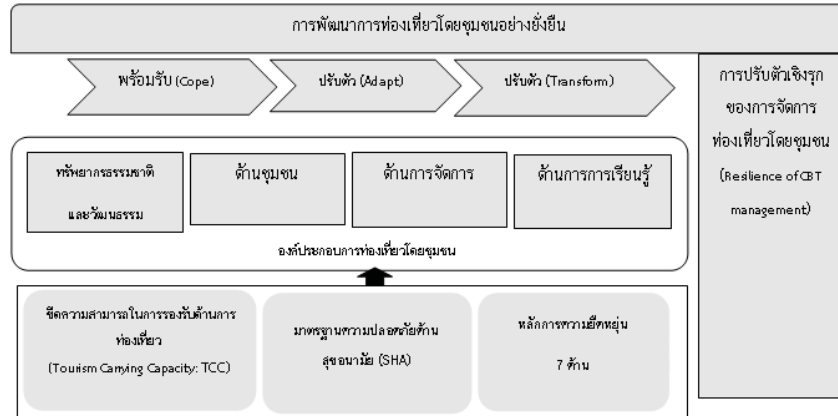 การพัฒนาการท่องเที่ยวโดยชุมชนอย่างยั่งยืน
พร้อมรับ (Cope)
ปรับตัว (Adapt)
ปรับตัว (Transform)
การปรับตัวเชิงรุก
ของการจัดการ
ท่องเที่ยวโดยชุมชน
(Resilience of CBT
management)
ทรัพยากรธรรมชาติ
และวัฒนธรรม
ด้านชุมชน
ด้านการจัดการ
ด้านการการเรียนรู้
องค์ประกอบการท่องเที่ยวโดยชุมชน
ขีดความสามารถในการรองรับด้านการ
ท่องเที่ยว
(Tourism Carrying Capacity: TCC)
มาตรฐานความปลอดภัยด้าน
สุขอนามัย (SHA)
หลักการความยืดหยุ่น
7 ด้าน